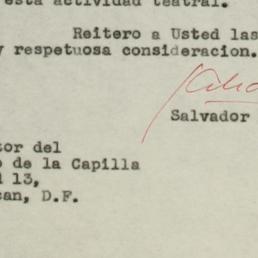 esta actividad teatral.
Reitero a Usted las
y respetuosa consideracion.
Salvador
tor del
o de la Capilla
l 13,
can, D.F.